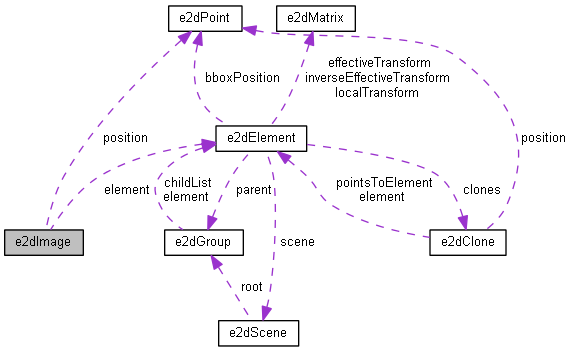 e2dPoint
e2dMatrix
effectiveTransform
inverseEffectiveTransform
localTransform
bboxPosition
position
e2dElement
position
element
childList
element
parent
pointsToElement
element
clones
e2dImage
e2dGroup
scene
e2dClone
root
e2dScene